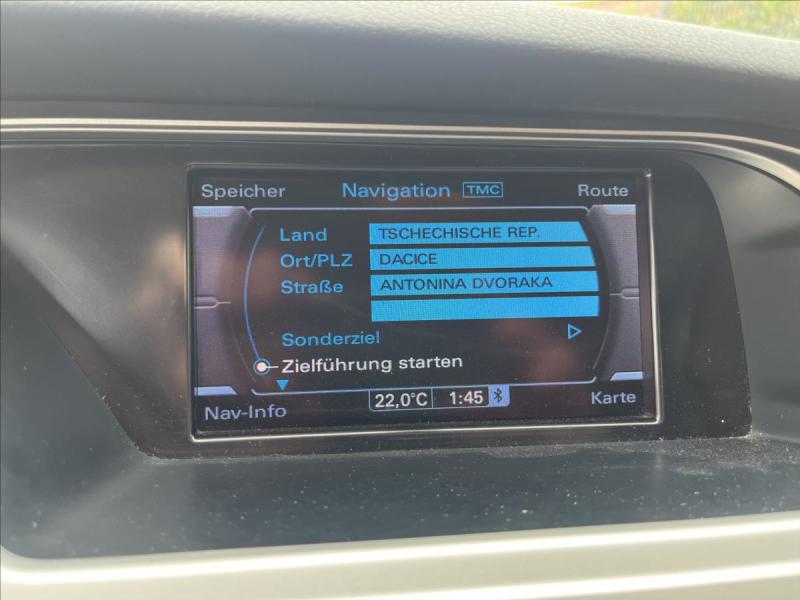 Speicher Navigation TMC Route
Land TSCHECHISCHE REP.
Ort/PLZ DACICE
Straße ANTONINA DVORAKA
Sonderziel
Zielführung starten
22,0°C 1:45
Nav-Info Karte